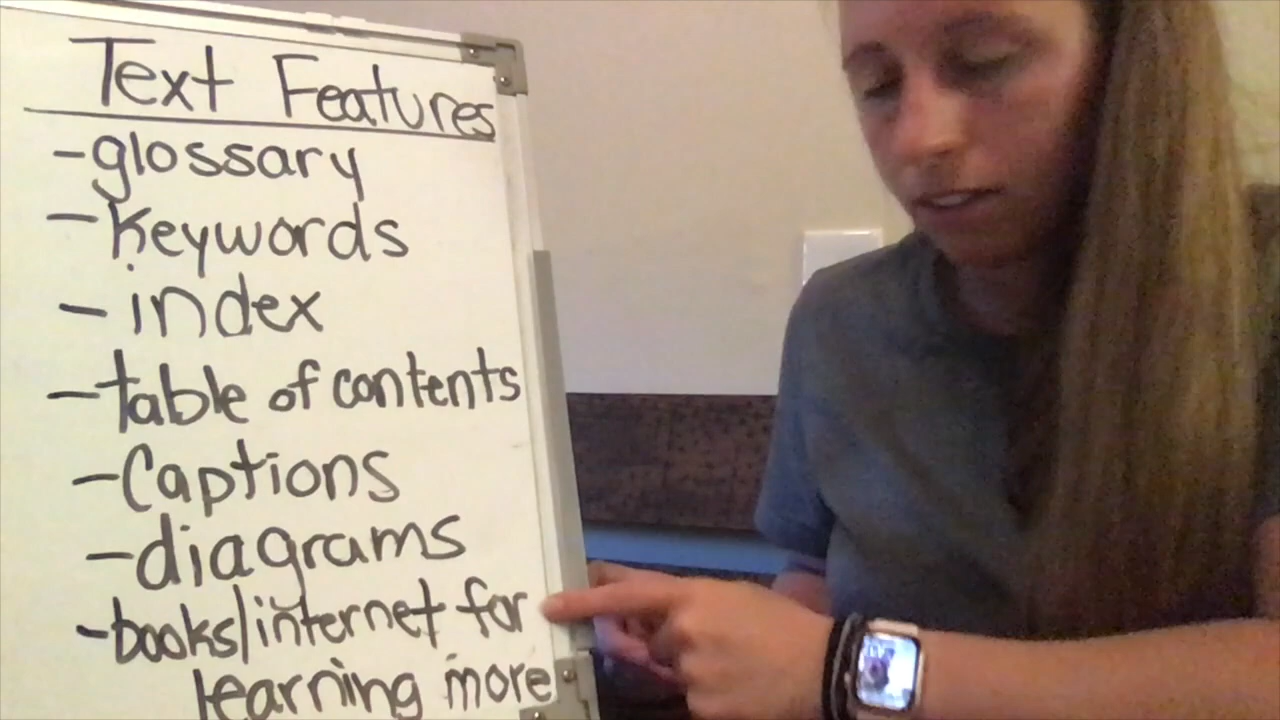 Text Features
-glossary
-Keywords
-index
-table of contents
-Captions
-diagrams
-books/internet for
learning more